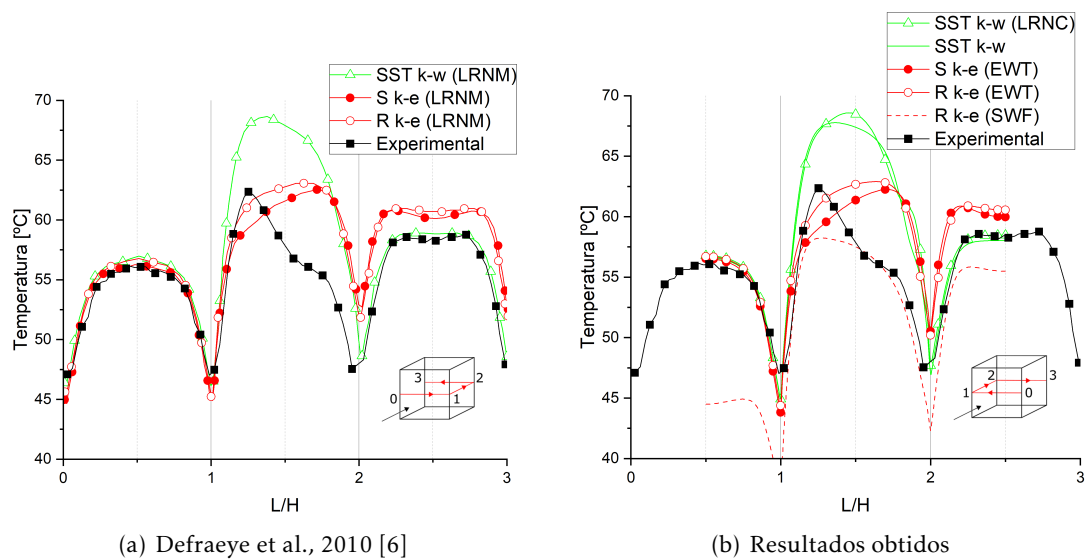 SST k-w (LRNM)
S k-e (LRNM)
R k-e (LRNM)
Experimental
70
65
60
55
50
45
40
Temperatura [ºC]
0
1
2
3
L/H
3
2
0
1
(a) Defraeye et al., 2010 [6]
SST k-w (LRNC)
SST k-w
S k-e (EWT)
R k-e (EWT)
R k-e (SWF)
Experimental
70
65
60
55
50
45
40
Temperatura [ºC]
0
1
2
3
L/H
2
3
1
0
(b) Resultados obtidos